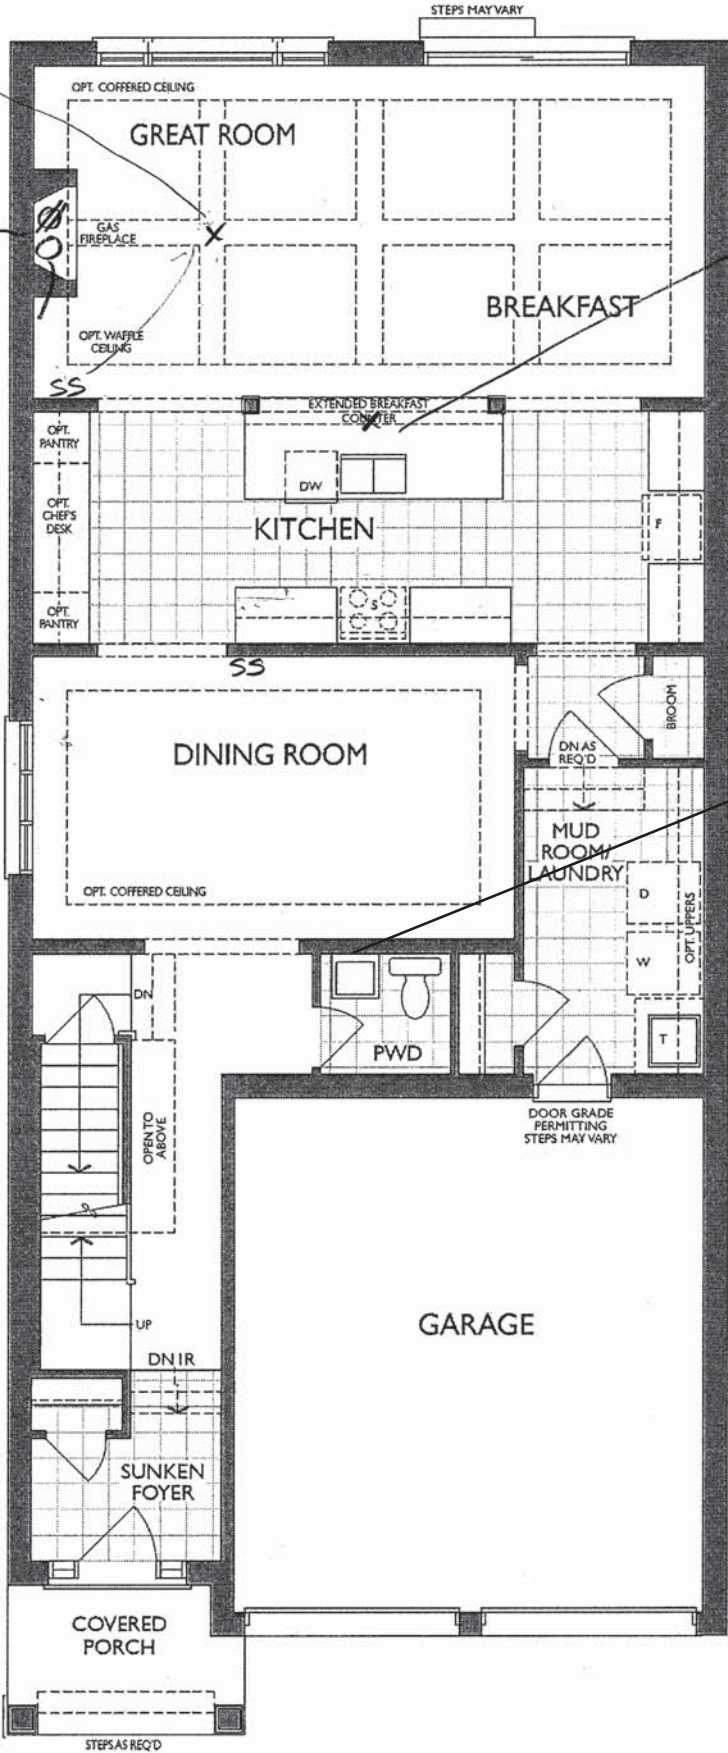 STEPS MAY VARY
OPT. COFFERED CEILING
GREAT ROOM
GAS
FIREPLACE
BREAKFAST
OPT. WAFFLE
CEILING
SS
EXTENDED BREAKFAST
COUNTER
OPT.
PANTRY
DW
OPT.
CHEF'S
DESK
KITCHEN
F
OPT.
PANTRY
S
SS
BROOM
DINING ROOM
DN AS
REQ'D
MUD
ROOM/
LAUNDRY
OPT. COFFERED CEILING
D
OPT. UPPERS
W
DN
T
PWD
OPEN TO
ABOVE
DOOR GRADE
PERMITTING
STEPS MAY VARY
UP
GARAGE
DN 1R
SUNKEN
FOYER
COVERED
PORCH
STEPS AS REQ'D